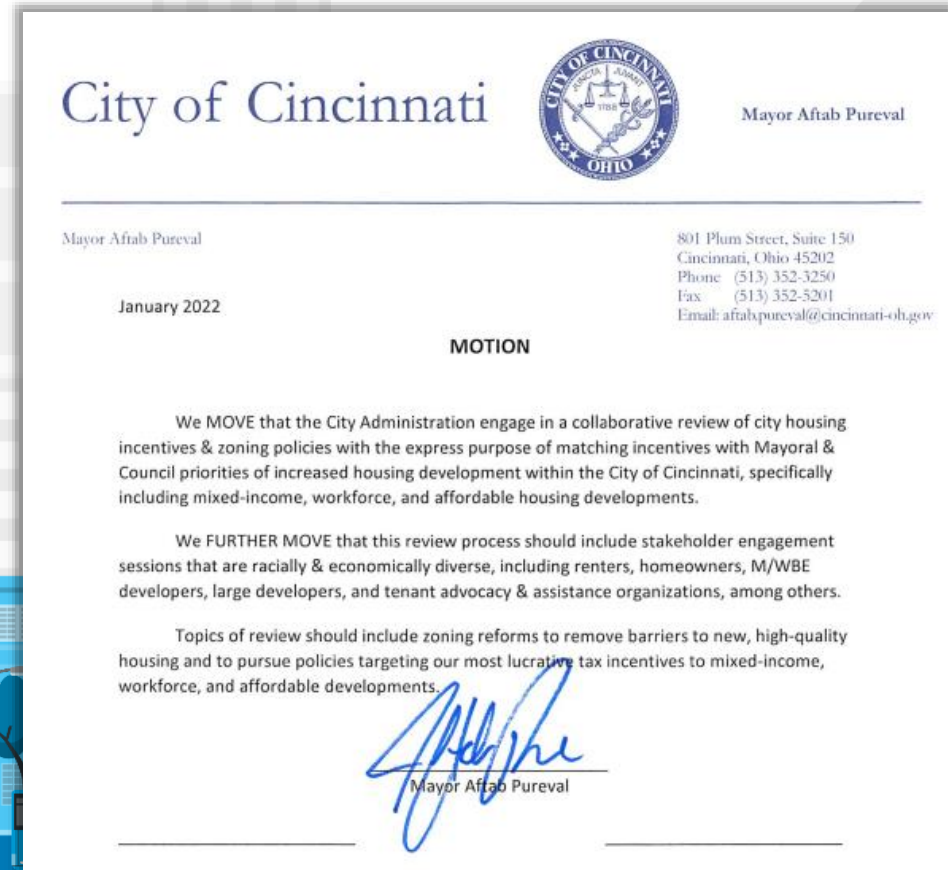 City of Cincinnati
CITY OF CINCINNATI
JUNCTA JUVANT
1788
OHIO
Mayor Aftab Pureval
Mayor Aftab Pureval
801 Plum Street, Suite 150
Cincinnati, Ohio 45202
Phone (513) 352-3250
Fax (513) 352-5201
Email: aftab.pureval@cincinnati-oh.gov
January 2022
MOTION
We MOVE that the City Administration engage in a collaborative review of city housing
incentives & zoning policies with the express purpose of matching incentives with Mayoral &
Council priorities of increased housing development within the City of Cincinnati, specifically
including mixed-income, workforce, and affordable housing developments.
We FURTHER MOVE that this review process should include stakeholder engagement
sessions that are racially & economically diverse, including renters, homeowners, M/WBE
developers, large developers, and tenant advocacy & assistance organizations, among others.
Topics of review should include zoning reforms to remove barriers to new, high-quality
housing and to pursue policies targeting our most lucrative tax incentives to mixed-income,
workforce, and affordable developments.
Mayor Aftab Pureval